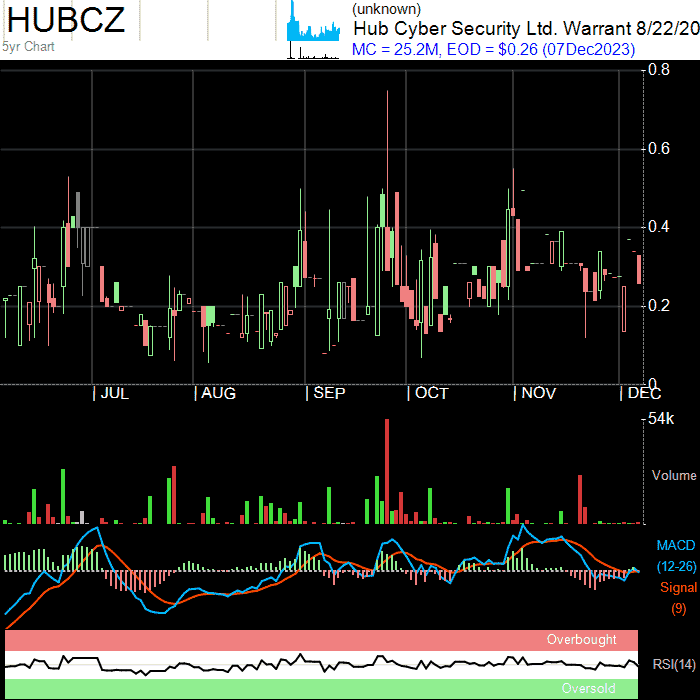 HUBCZ
5yr Chart
(unknown)
Hub Cyber Security Ltd. Warrant 8/22/20
MC = 25.2M, EOD = $0.26 (07Dec2023)
0.8
0.6
0.4
0.2
0
JUL AUG SEP OCT NOV DEC
54k
Volume
MACD
(12-26)
Signal
(9)
Overbought
RSI(14)
Oversold